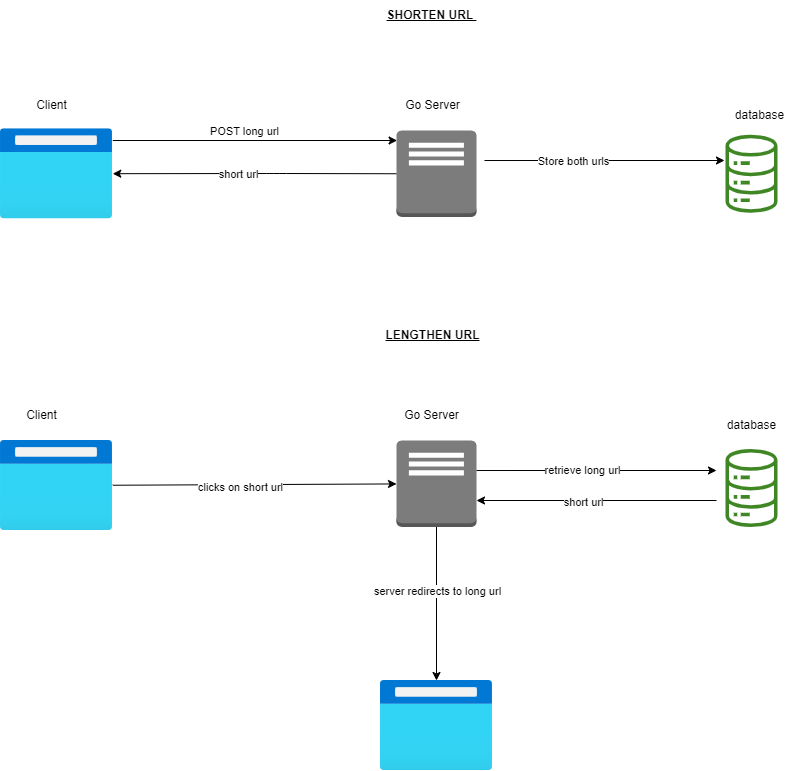 SHORTEN URL
Client
Go Server
database
POST long url
short url
Store both urls
LENGTHEN URL
Client
Go Server
database
clicks on short url
retrieve long url
short url
server redirects to long url